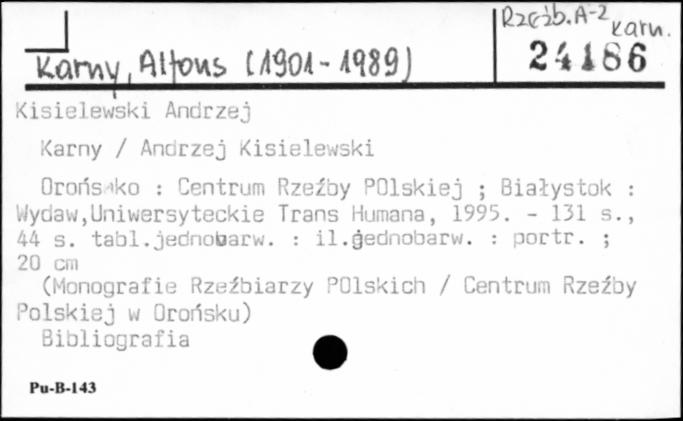 Rzeźb. A-2
karn.
Karny, Alfons (1901-1989)
24186
Kisielewski Andrzej
Karny / Andrzej Kisielewski
Orońsko : Centrum Rzeźby POlskiej ; Białystok :
Wydaw,Uniwersyteckie Trans Humana, 1995. - 131 s.,
44 s. tabl.jednobarw. : il.jednobarw. : portr. ;
20 cm
(Monografie Rzeźbiarzy POlskich / Centrum Rzeźby
Polskiej w Orońsku)
Bibliografia
Pu-B-143